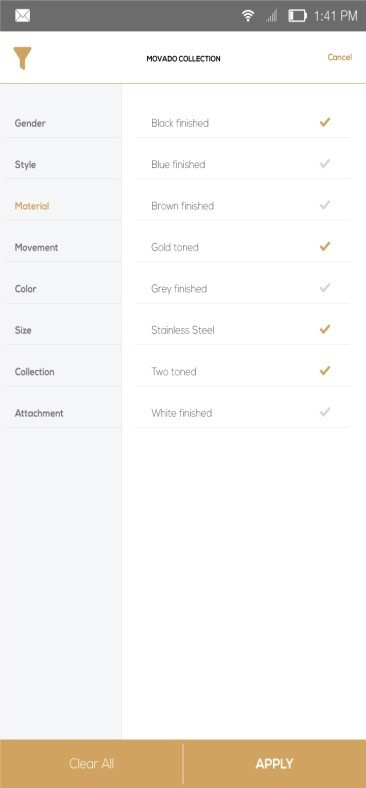 1:41 PM
MOVADO COLLECTION
Cancel
Gender
Style
Material
Movement
Color
Size
Collection
Attachment
Black finished
Blue finished
Brown finished
Gold toned
Grey finished
Stainless Steel
Two toned
White finished
Clear All
APPLY